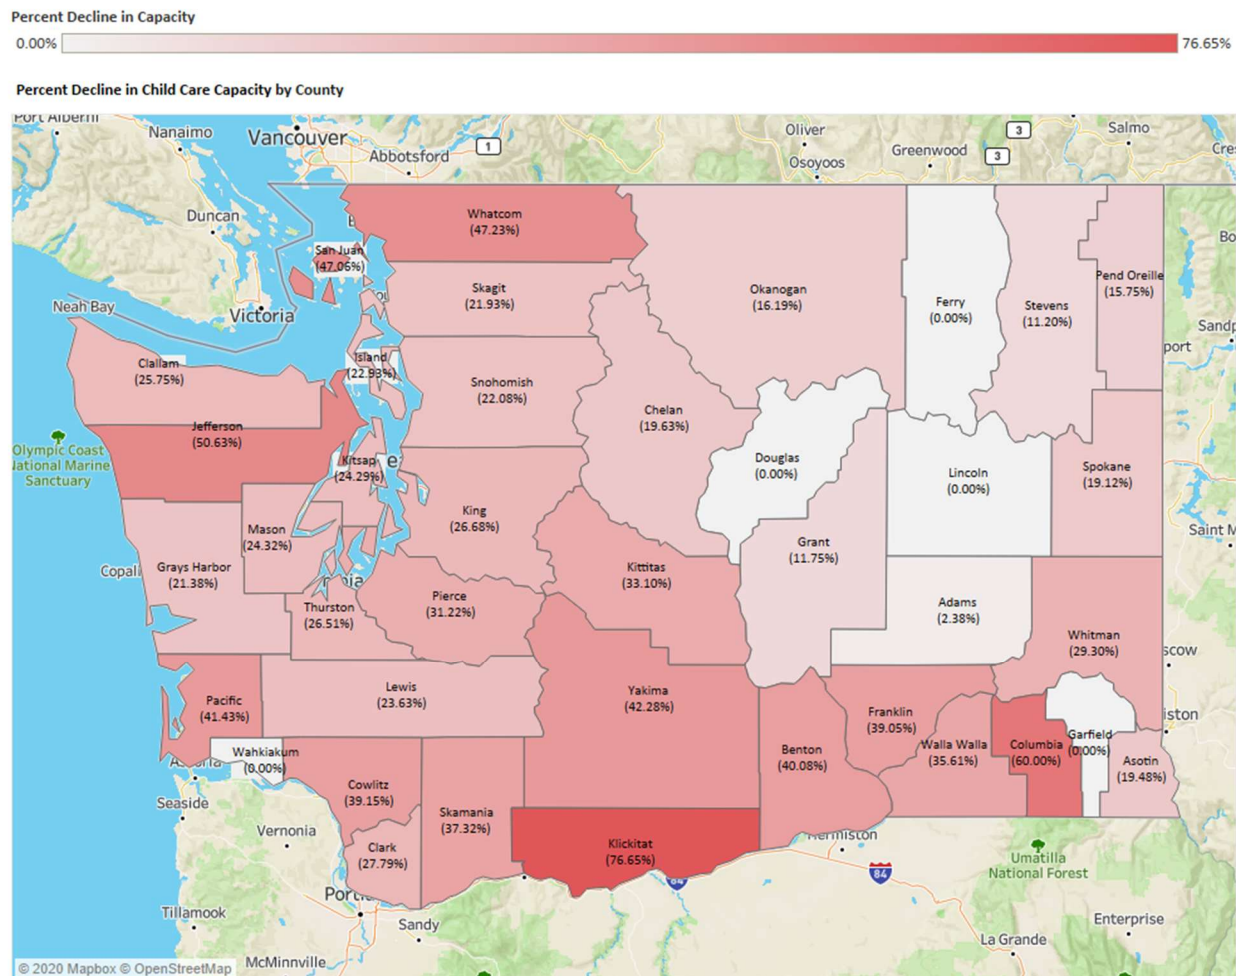 Percent Decline in Capacity
0.00%
76.65%
Percent Decline in Child Care Capacity by County
Port Alberni
Nanaimo
Vancouver
Abbotsford
1
Oliver
Osoyoos
Greenwood
3
3
Salmo
Duncan
Neah Bay
Victoria
Whatcom
(47.23%)
San Juan
(47.06%)
Skagit
(21.93%)
Okanogan
(16.19%)
Ferry
(0.00%)
Stevens
(11.20%)
Pend Oreille
(15.75%)
Clallam
(25.75%)
Island
(22.93%)
Snohomish
(22.08%)
Chelan
(19.63%)
Jefferson
(50.63%)
Olympic Coast
National Marine
Sanctuary
Kitsap
(24.29%)
Douglas
(0.00%)
Lincoln
(0.00%)
Spokane
(19.12%)
King
(26.68%)
Mason
(24.32%)
Grant
(11.75%)
Grays Harbor
(21.38%)
Kittitas
(33.10%)
Pierce
(31.22%)
Thurston
(26.51%)
Adams
(2.38%)
Whitman
(29.30%)
Lewis
(23.63%)
Yakima
(42.28%)
Pacific
(41.43%)
Franklin
(39.05%)
Walla Walla
(35.61%)
Columbia
(60.00%)
Garfield
(0.00%)
Asotin
(19.48%)
Benton
(40.08%)
Wahkiakum
(0.00%)
Cowlitz
(39.15%)
Skamania
(37.32%)
Klickitat
(76.65%)
Clark
(27.79%)
Seaside
Vernonia
Hermiston
84
84
Umatilla
National Forest
Tillamook
Sandy
Enterprise
La Grande
McMinnville
© 2020 Mapbox © OpenStreetMap